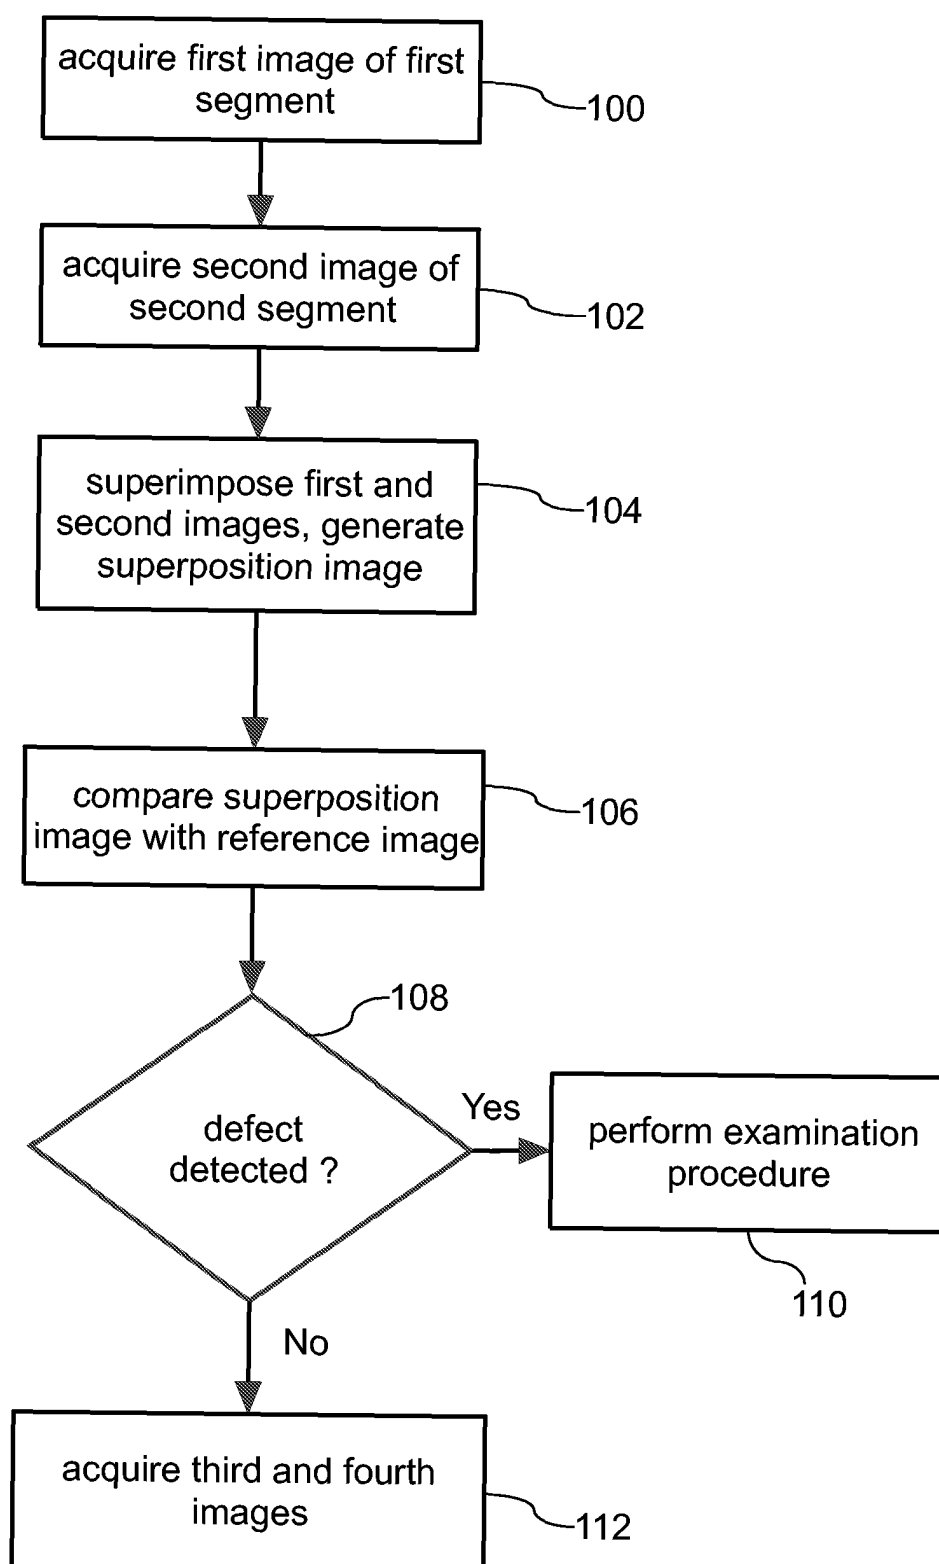 acquire first image of first
segment
100
acquire second image of
second segment
102
superimpose first and
second images, generate
superposition image
104
compare superposition
image with reference image
106
108
defect
detected ?
Yes
perform examination
procedure
110
No
acquire third and fourth
images
112